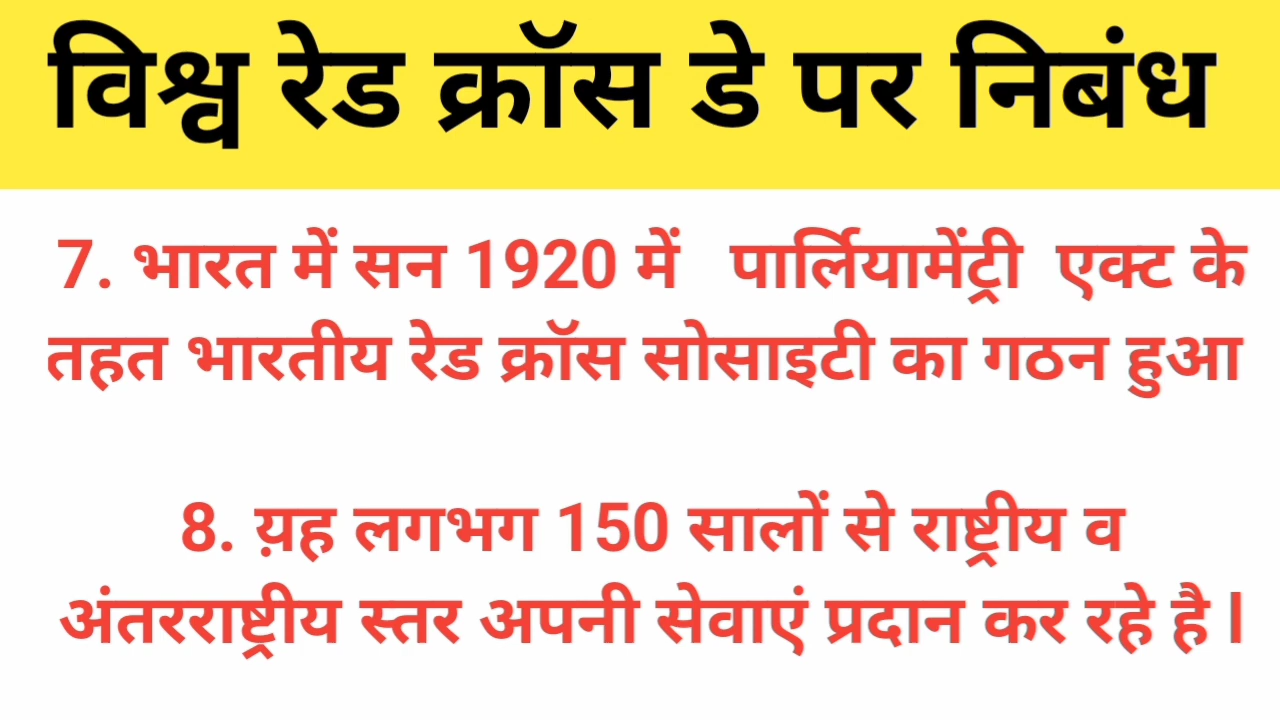 विश्व रेड क्रॉस डे पर निबंध
7. भारत में सन 1920 में पार्लियामेंट्री एक्ट के
तहत भारतीय रेड क्रॉस सोसाइटी का गठन हुआ
8. य़ह लगभग 150 सालों से राष्ट्रीय व
अंतरराष्ट्रीय स्तर अपनी सेवाएं प्रदान कर रहे है l